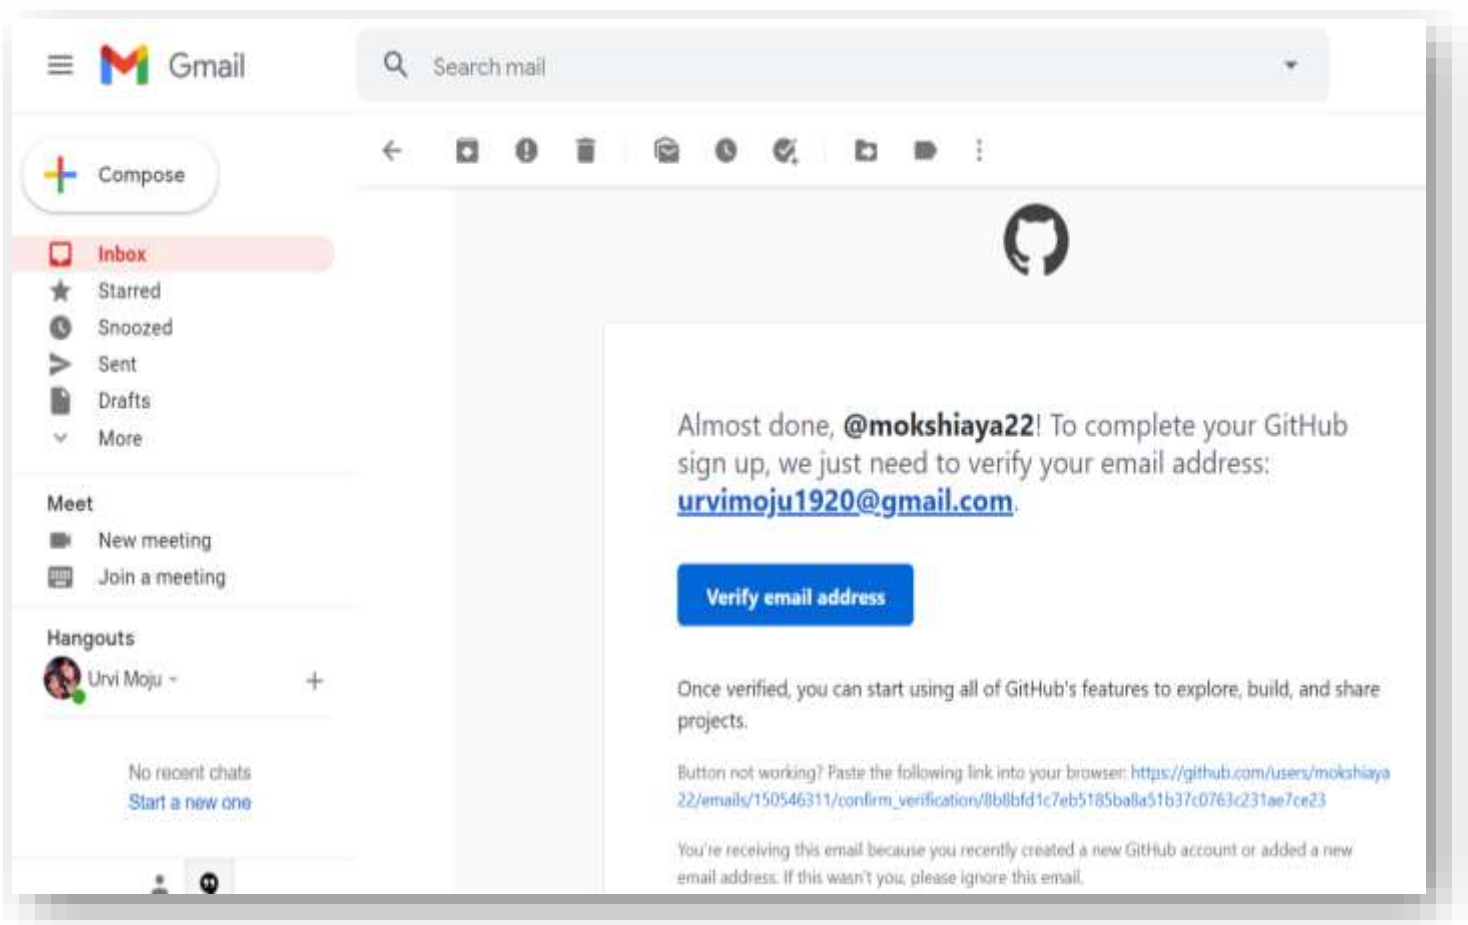 Gmail
Search mail
Compose
Inbox
Starred
Snoozed
Sent
Drafts
More
Meet
New meeting
Join a meeting
Hangouts
Urvi Moju
No recent chats
Start a new one
Almost done, @mokshiaya22! To complete your GitHub
sign up, we just need to verify your email address:
urvimoju1920@gmail.com.
Verify email address
Once verified, you can start using all of GitHub's features to explore, build, and share
projects.
Button not working? Paste the following link into your browser: https://github.com/users/mokshiaya
22/emails/150546311/confirm_verification/8b8bfd1c7eb5185ba8a51b37c0763c231ae7ce23
You're receiving this email because you recently created a new GitHub account or added a new
email address. If this wasn't you, please ignore this email.